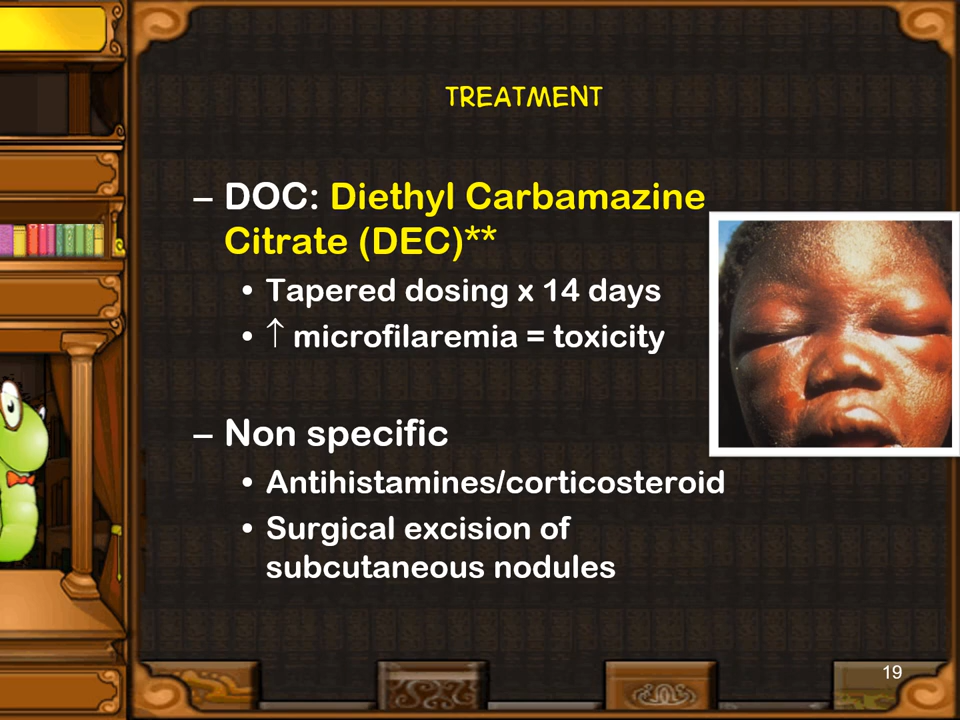 TREATMENT
– DOC: Diethyl Carbamazine
Citrate (DEC)**
• Tapered dosing x 14 days
• ↑ microfilaremia = toxicity
– Non specific
• Antihistamines/corticosteroid
• Surgical excision of
subcutaneous nodules
19